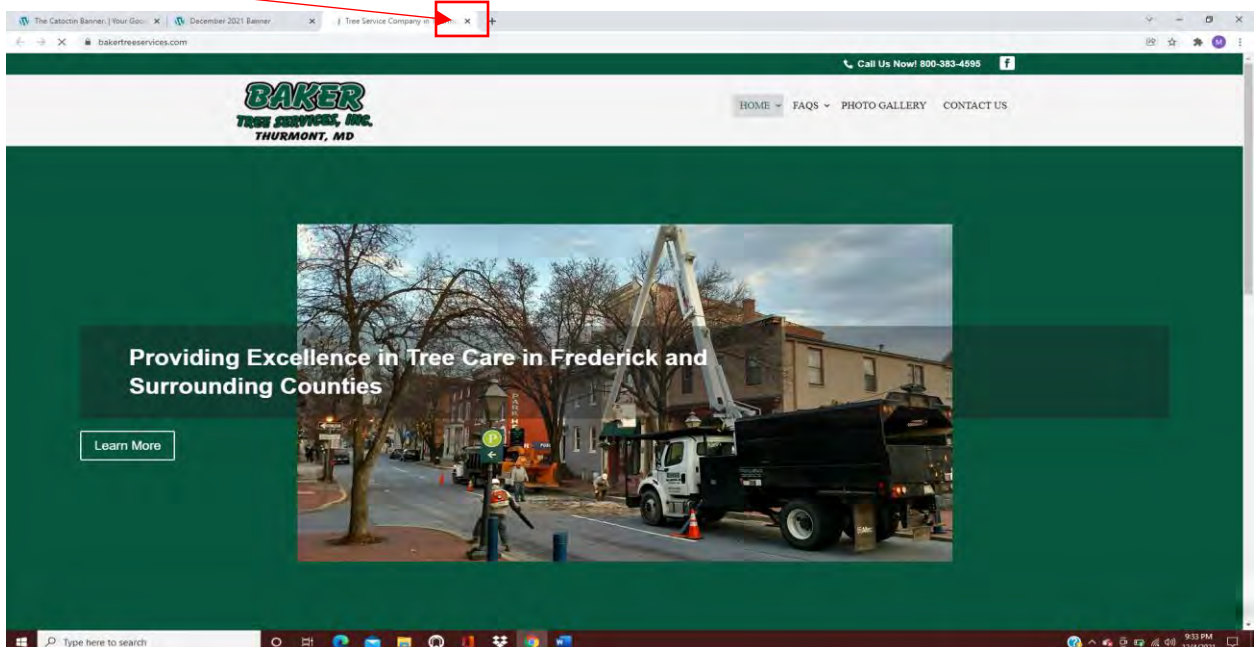 The Catoctin Banner. | Your Goo
December 2021 Banner
Tree Service Company in
bakertreeservices.com
M
Call Us Now! 800-383-4595
f
BAKER
TREE SERVICES, INC.
THURMONT, MD
HOME FAQS PHOTO GALLERY CONTACT US
Providing Excellence in Tree Care in Frederick and
Surrounding Counties
PARK
P
Learn More
Type here to search
9:33 PM